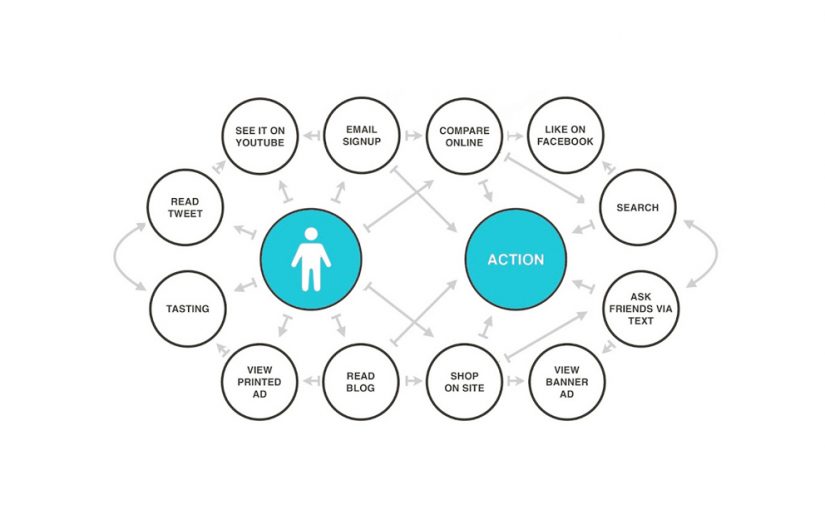 SEE IT ON
YOUTUBE
EMAIL
SIGNUP
COMPARE
ONLINE
LIKE ON
FACEBOOK
READ
TWEET
SEARCH
ACTION
TASTING
ASK
FRIENDS VIA
TEXT
VIEW
PRINTED
AD
READ
BLOG
SHOP
ON SITE
VIEW
BANNER
AD